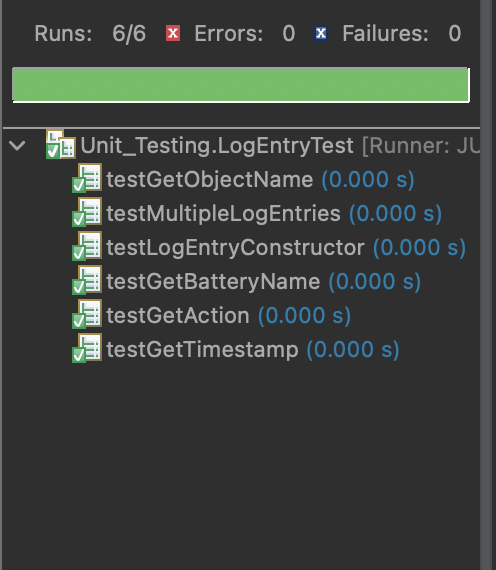 Runs: 6/6 Errors: 0 Failures: 0
Unit_Testing.LogEntryTest [Runner: JU
testGetObjectName (0.000 s)
testMultipleLogEntries (0.000 s)
testLogEntryConstructor (0.000 s)
testGetBatteryName (0.000 s)
testGetAction (0.000 s)
testGetTimestamp (0.000 s)